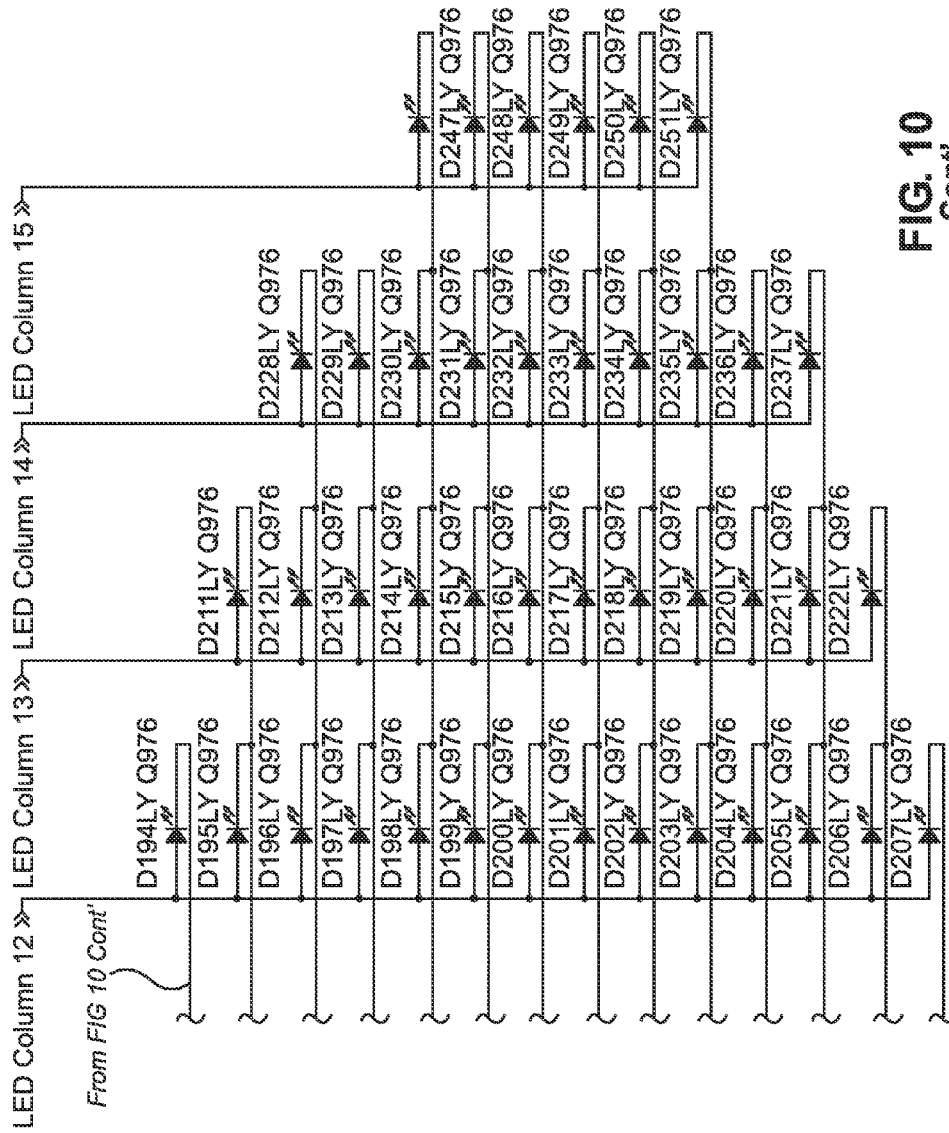 LED Column 12
LED Column 13
LED Column 14
LED Column 15
From FIG 10 Cont'
D194LY Q976
D195LY Q976
D196LY Q976
D197LY Q976
D198LY Q976
D199LY Q976
D200LY Q976
D201LY Q976
D202LY Q976
D203LY Q976
D204LY Q976
D205LY Q976
D206LY Q976
D207LY Q976
D211LY Q976
D212LY Q976
D213LY Q976
D214LY Q976
D215LY Q976
D216LY Q976
D217LY Q976
D218LY Q976
D219LY Q976
D220LY Q976
D221LY Q976
D222LY Q976
D228LY Q976
D229LY Q976
D230LY Q976
D231LY Q976
D232LY Q976
D233LY Q976
D234LY Q976
D235LY Q976
D236LY Q976
D237LY Q976
D247LY Q976
D248LY Q976
D249LY Q976
D250LY Q976
D251LY Q976
FIG. 10
Cont'